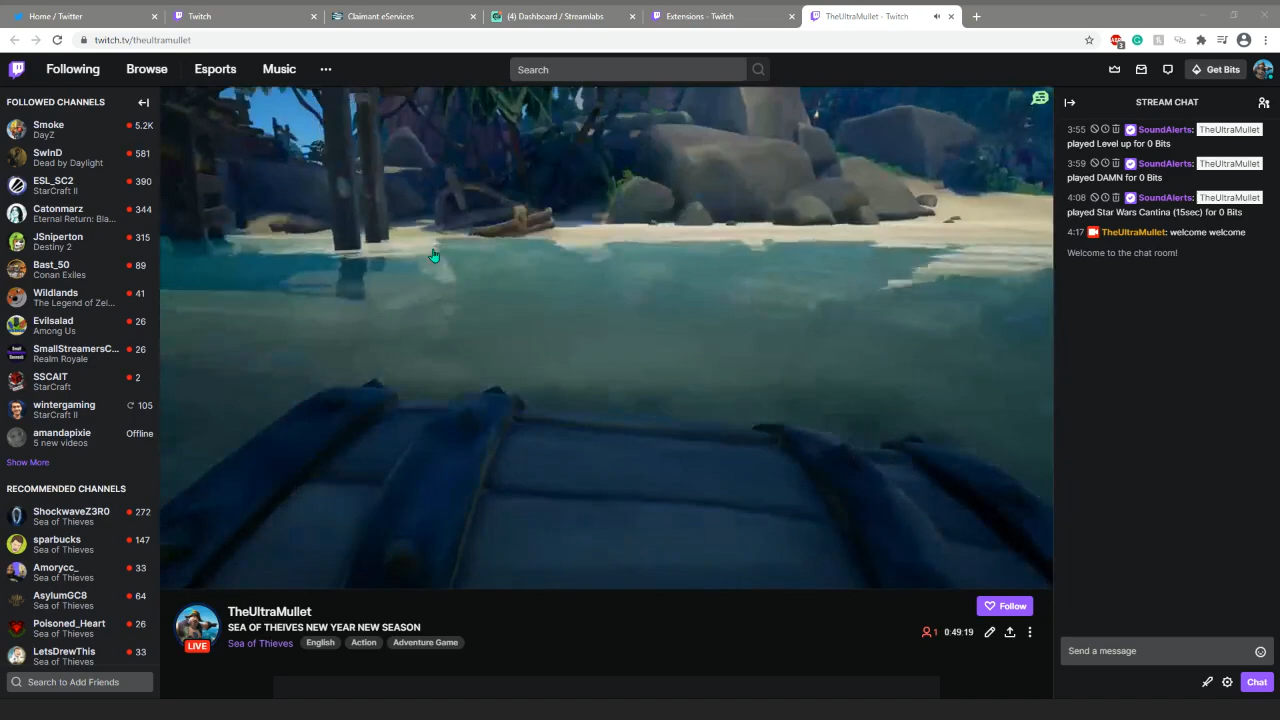 Home / Twitter
Twitch
Claimant eServices
(4) Dashboard / Streamlabs
Extensions - Twitch
TheUltraMullet - Twitch
twitch.tv/theultramullet
Following
Browse
Esports
Music
Search
Get Bits
FOLLOWED CHANNELS
Smoke
5.2K
DayZ
SwinD
581
Dead by Daylight
ESL_SC2
390
StarCraft II
Catonmarz
344
Eternal Return: Bla...
JSniperton
315
Destiny 2
Bast_50
89
Conan Exiles
Wildlands
41
The Legend of Zel...
Evilsalad
26
Among Us
SmallStreamersC...
26
Realm Royale
SSCAIT
2
StarCraft
wintergaming
105
StarCraft II
amandapixie
Offline
5 new videos
Show More
RECOMMENDED CHANNELS
ShockwaveZ3R0
272
Sea of Thieves
sparbucks
147
Sea of Thieves
Amorycc_
33
Sea of Thieves
AsylumGC8
64
Sea of Thieves
Poisoned_Heart
26
Sea of Thieves
LetsDrewThis
33
Sea of Thieves
Search to Add Friends
LIVE
TheUltraMullet
SEA OF THEIVES NEW YEAR NEW SEASON
Sea of Thieves
English
Action
Adventure Game
Follow
1
0:49:19
STREAM CHAT
3:55 SoundAlerts: TheUltraMullet
played Level up for 0 Bits
3:59 SoundAlerts: TheUltraMullet
played DAMN for 0 Bits
4:08 SoundAlerts: TheUltraMullet
played Star Wars Cantina (15sec) for 0 Bits
4:17 TheUltraMullet: welcome welcome
Welcome to the chat room!
Send a message
Chat